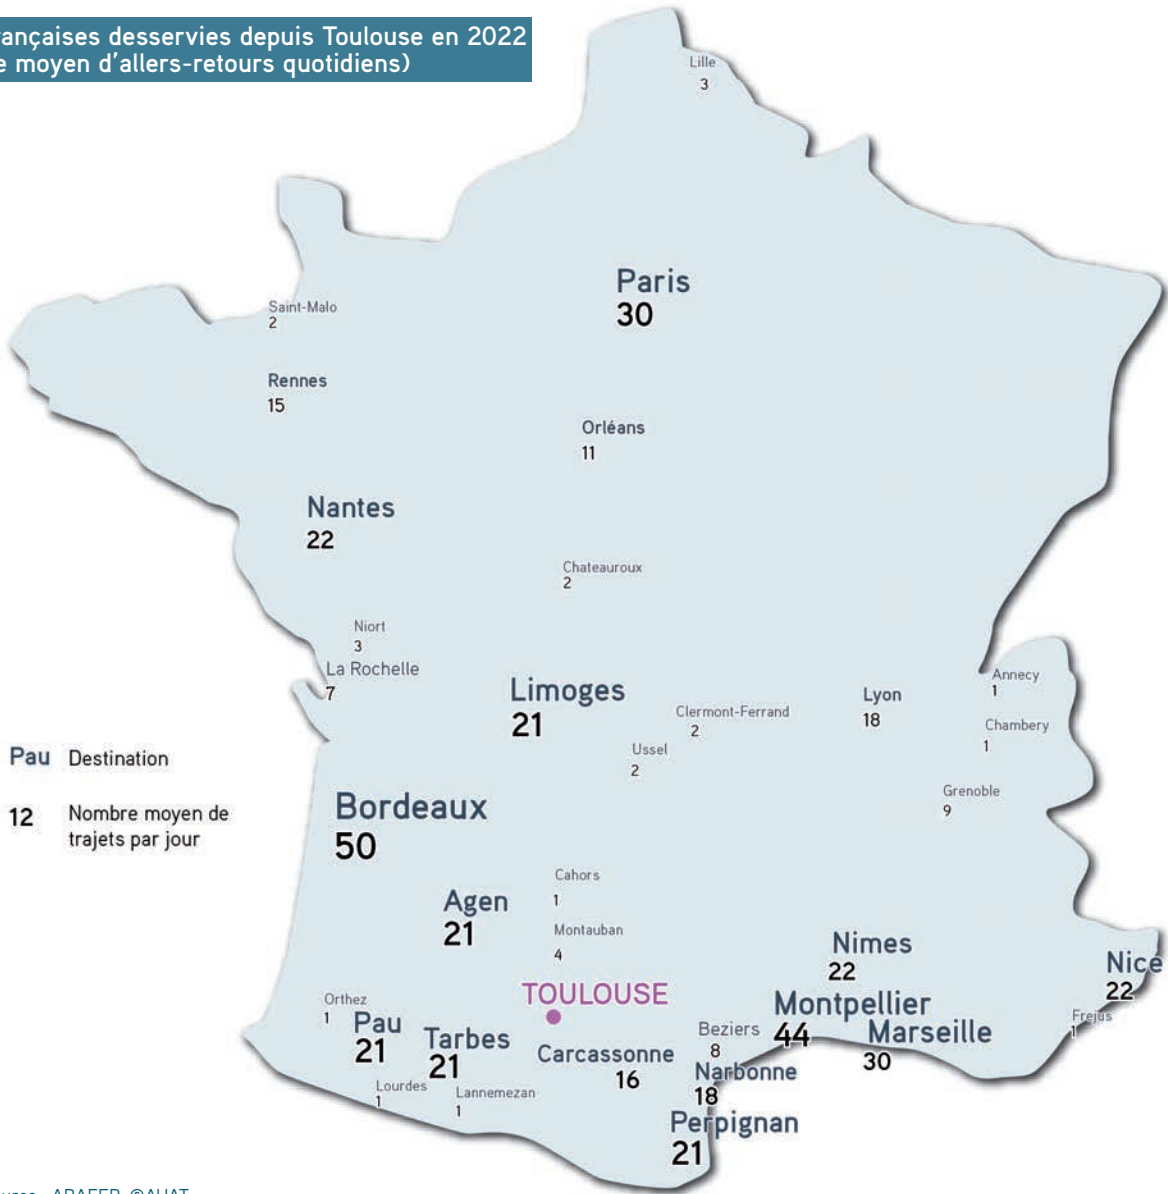 desservies depuis Toulouse en 2022
moyen d'allers-retours quotidiens)
Lille
3
Paris
30
Saint-Malo
2
Rennes
15
Orléans
11
Nantes
22
Chateauroux
2
Niort
3
La Rochelle
7
Limoges
21
Clermont-Ferrand
2
Ussel
2
Lyon
18
Annecy
1
Chambery
1
Grenoble
9
Pau Destination
12 Nombre moyen de
trajets par jour
Bordeaux
50
Cahors
1
Agen
21
Montauban
4
TOULOUSE
Nimes
22
Nice
22
Montpellier
44
Marseille
30
Frejus
1
Orthez
1
Pau
21
Tarbes
21
Carcassonne
16
Beziers
8
Narbonne
18
Lourdes
1
Lannemezan
1
Perpignan
21